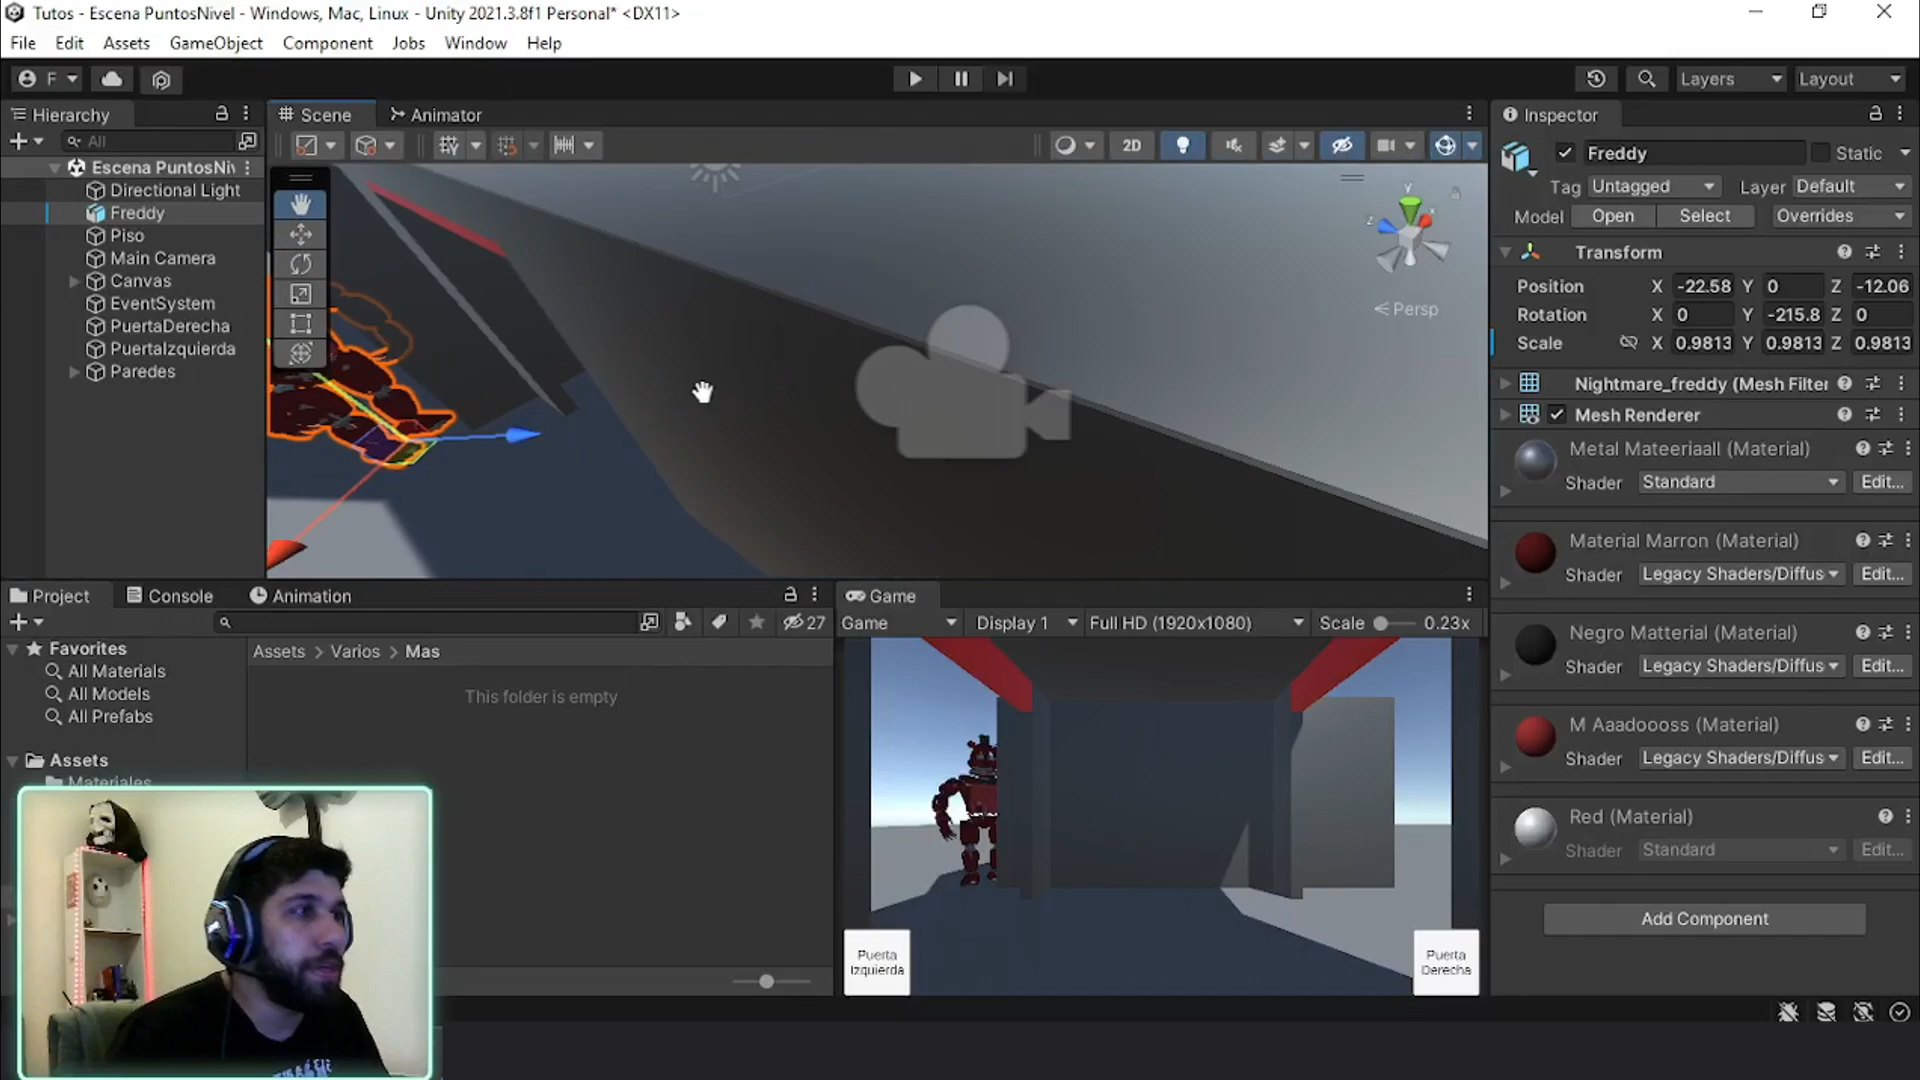 Tutos - Escena PuntosNivel - Windows, Mac, Linux - Unity 2021.3.8f1 Personal* <DX11>
File Edit Assets GameObject Component Jobs Window Help
F Layers Layout
Hierarchy
All
Escena PuntosNiv
Directional Light
Freddy
Piso
Main Camera
Canvas
EventSystem
PuertaDerecha
PuertaIzquierda
Paredes
Scene Animator
2D
y
x
z
Persp
Project Console Animation
27
Favorites
All Materials
All Models
All Prefabs
Assets
Materiales
Assets > Varios > Mas
This folder is empty
Game
Game Display 1 Full HD (1920x1080) Scale 0.23x
Puerta
Izquierda
Puerta
Derecha
Inspector
Freddy Static
Tag Untagged Layer Default
Model Open Select Overrides
Transform
Position X -22.58 Y 0 Z -12.06
Rotation X 0 Y -215.8 Z 0
Scale X 0.9813 Y 0.9813 Z 0.9813
Nightmare_freddy (Mesh Filter
Mesh Renderer
Metal Mateeriaall (Material)
Shader Standard Edit...
Material Marron (Material)
Shader Legacy Shaders/Diffus Edit...
Negro Matterial (Material)
Shader Legacy Shaders/Diffus Edit...
M Aaadoooss (Material)
Shader Legacy Shaders/Diffus Edit...
Red (Material)
Shader Standard Edit...
Add Component